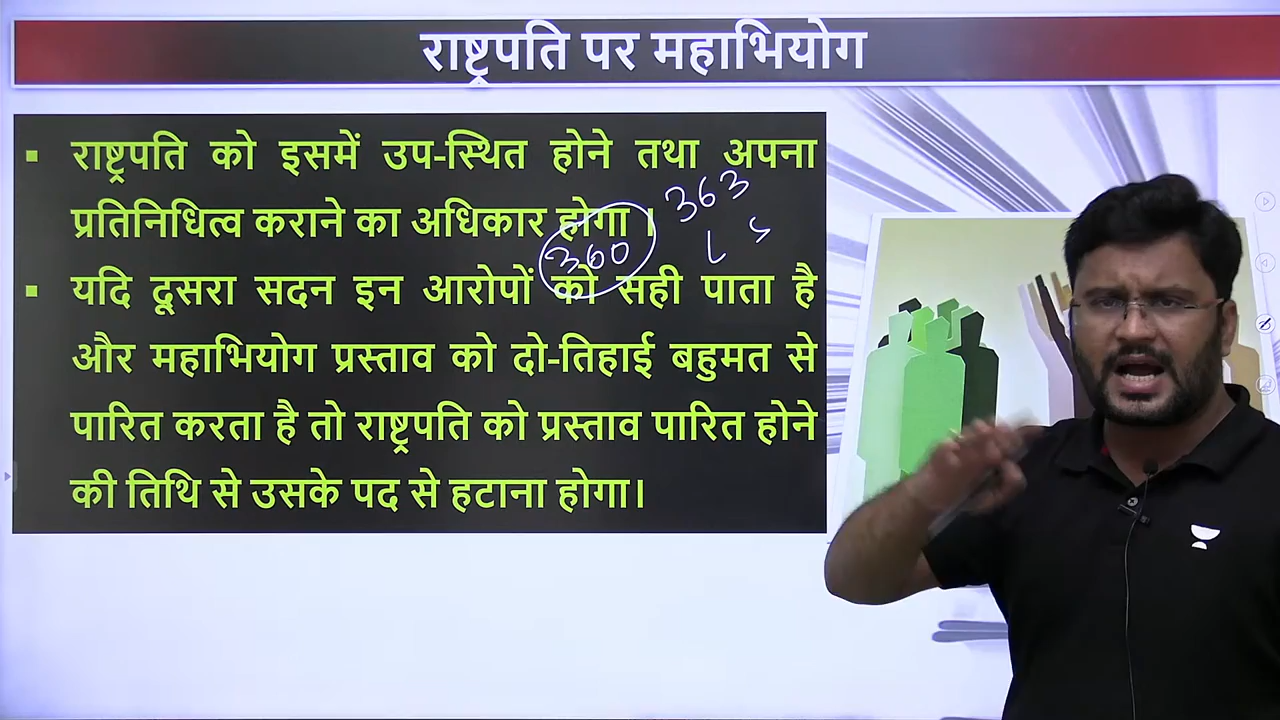 राष्ट्रपति पर महाभियोग
▪ राष्ट्रपति को इसमें उप-स्थित होने तथा अपना
प्रतिनिधित्व कराने का अधिकार होगा ।
363
360
▪ यदि दूसरा सदन इन आरोपों को सही पाता है
और महाभियोग प्रस्ताव को दो-तिहाई बहुमत से
पारित करता है तो राष्ट्रपति को प्रस्ताव पारित होने
की तिथि से उसके पद से हटाना होगा।